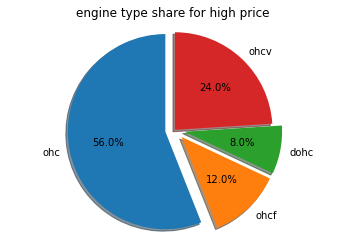 engine type share for high price
ohcv
24.0%
56.0%
8.0%
ohc
dohc
12.0%
ohcf